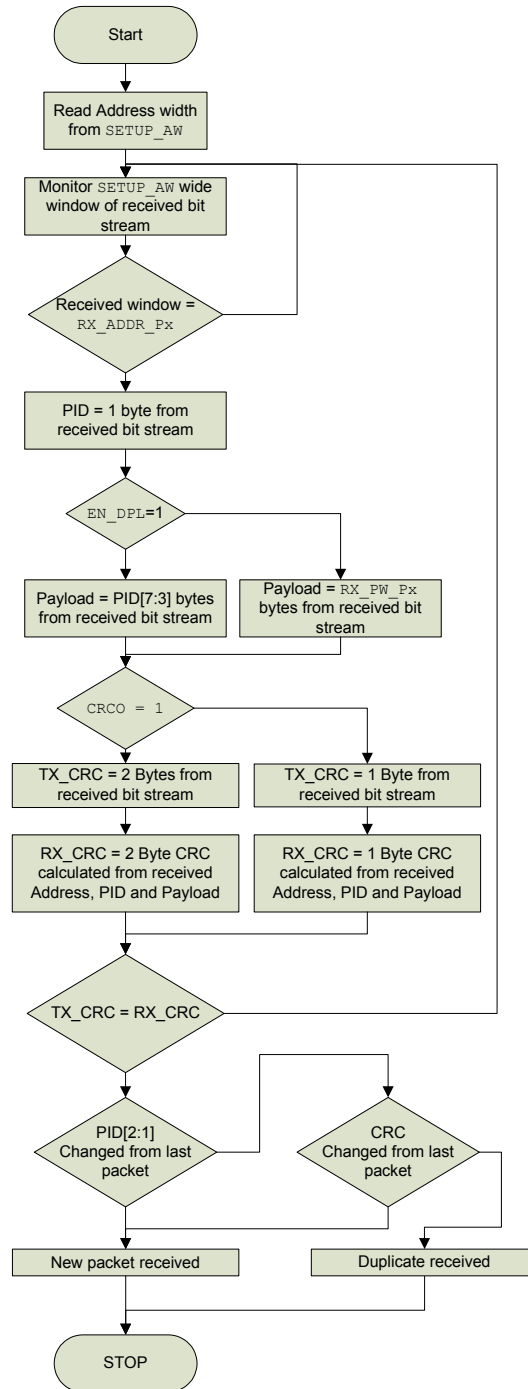 Start
Read Address width
from SETUP_AW
Monitor SETUP_AW wide
window of received bit
stream
Received window =
RX_ADDR_Px
PID = 1 byte from
received bit stream
EN_DPL=1
Payload = PID[7:3] bytes
from received bit stream
Payload = RX_PW_Px
bytes from received bit
stream
CRCO = 1
TX_CRC = 2 Bytes from
received bit stream
TX_CRC = 1 Byte from
received bit stream
RX_CRC = 2 Byte CRC
calculated from received
Address, PID and Payload
RX_CRC = 1 Byte CRC
calculated from received
Address, PID and Payload
TX_CRC = RX_CRC
PID[2:1]
Changed from last
packet
CRC
Changed from last
packet
New packet received
Duplicate received
STOP